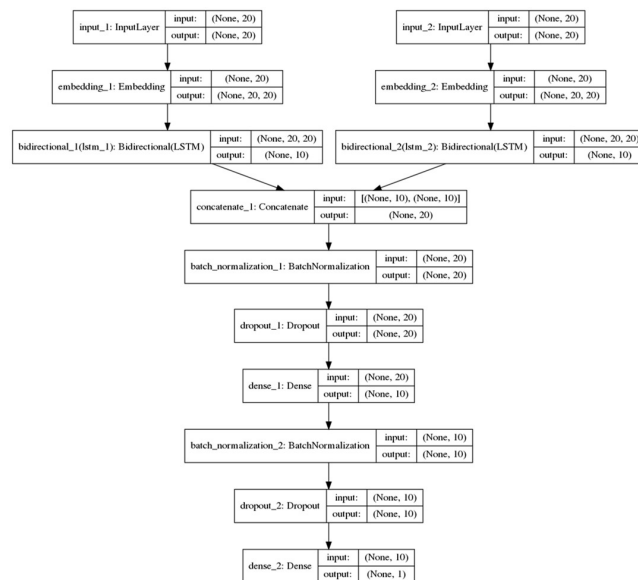 input_1: InputLayer input: (None, 20) output: (None, 20)
input_2: InputLayer input: (None, 20) output: (None, 20)
embedding_1: Embedding input: (None, 20) output: (None, 20, 20)
embedding_2: Embedding input: (None, 20) output: (None, 20, 20)
bidirectional_1(lstm_1): Bidirectional(LSTM) input: (None, 20, 20) output: (None, 10)
bidirectional_2(lstm_2): Bidirectional(LSTM) input: (None, 20, 20) output: (None, 10)
concatenate_1: Concatenate input: [(None, 10), (None, 10)] output: (None, 20)
batch_normalization_1: BatchNormalization input: (None, 20) output: (None, 20)
dropout_1: Dropout input: (None, 20) output: (None, 20)
dense_1: Dense input: (None, 20) output: (None, 10)
batch_normalization_2: BatchNormalization input: (None, 10) output: (None, 10)
dropout_2: Dropout input: (None, 10) output: (None, 10)
dense_2: Dense input: (None, 10) output: (None, 1)